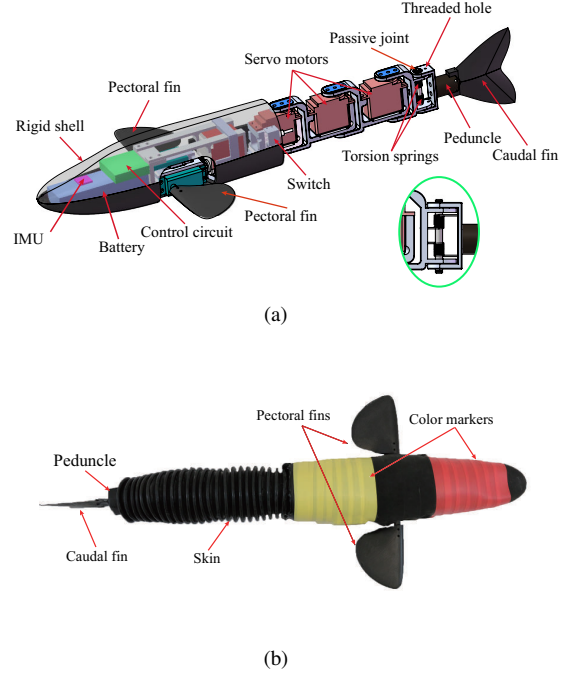 Threaded hole
Passive joint
Servo motors
Pectoral fin
Rigid shell
Peduncle
Caudal fin
Torsion springs
Switch
Pectoral fin
Control circuit
IMU
Battery
(a)
Pectoral fins
Color markers
Peduncle
Caudal fin
Skin
(b)